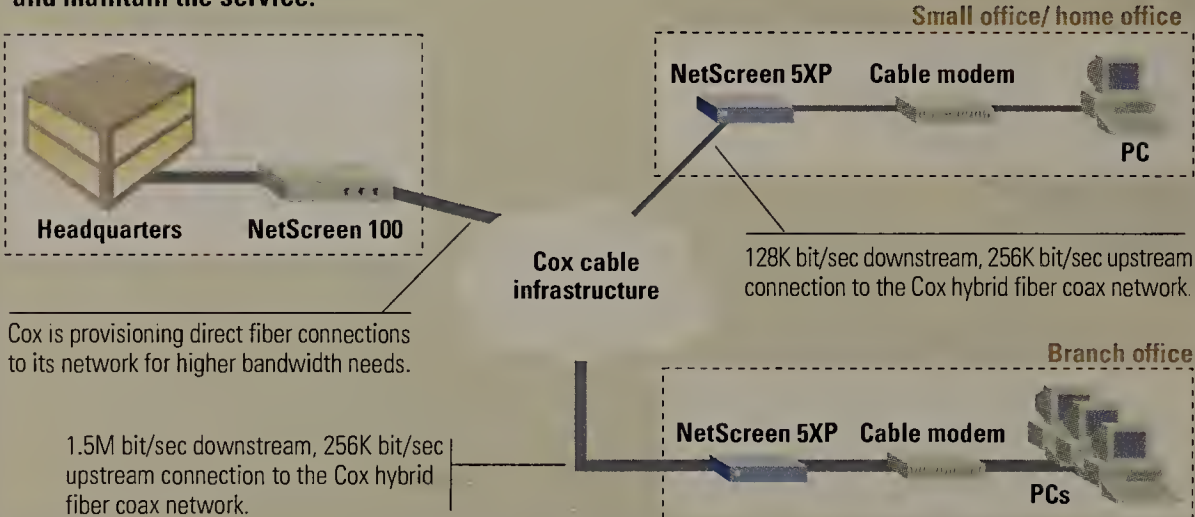 and maintain the service.
Small office/ home office
NetScreen 5XP
Cable modem
PC
Headquarters
NetScreen 100
Cox cable
infrastructure
128K bit/sec downstream, 256K bit/sec upstream
connection to the Cox hybrid fiber coax network.
Cox is provisioning direct fiber connections
to its network for higher bandwidth needs.
Branch office
NetScreen 5XP
Cable modem
PCs
1.5M bit/sec downstream, 256K bit/sec
upstream connection to the Cox hybrid
fiber coax network.